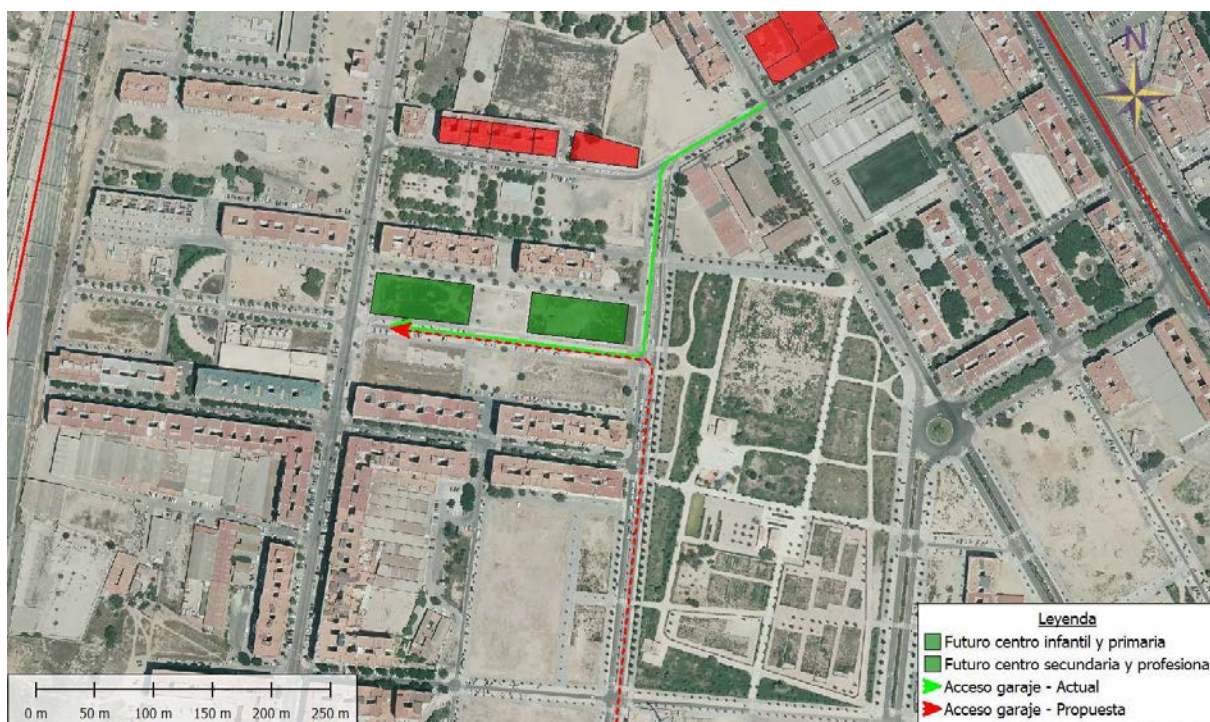 N
Leyenda
Futuro centro infantil y primaria
Futuro centro secundaria y profesiona
Acceso garaje - Actual
Acceso garaje - Propuesta
0 m 50 m 100 m 150 m 200 m 250 m